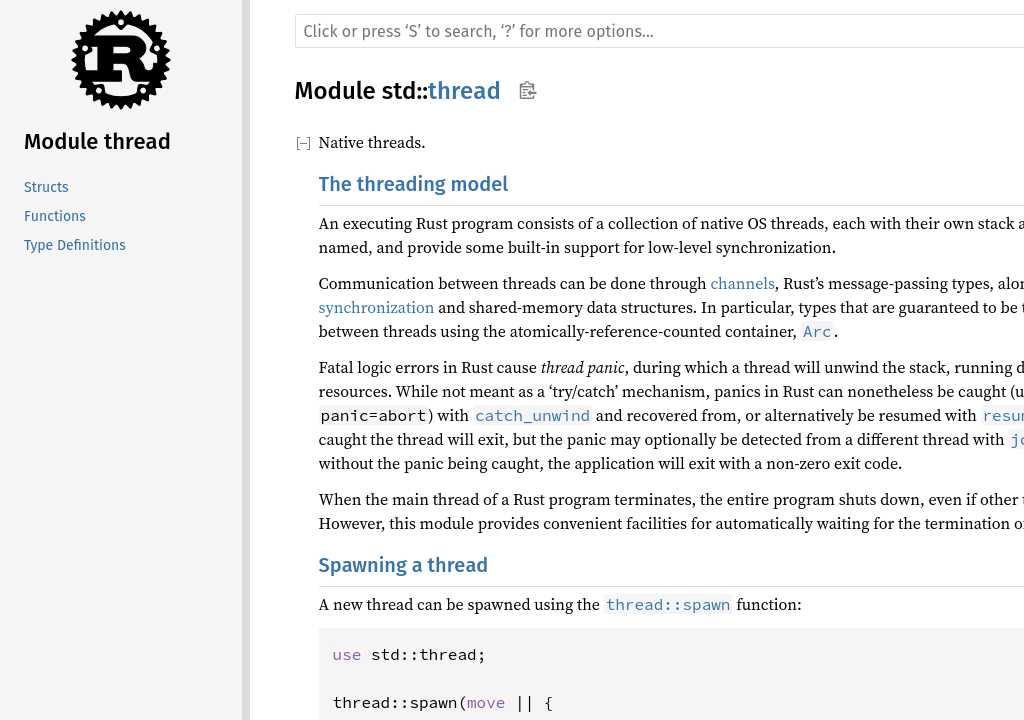 Module thread
Structs
Functions
Type Definitions
Click or press ‘S’ to search, ‘?’ for more options…
Module std::thread
[−] Native threads.
The threading model
An executing Rust program consists of a collection of native OS threads, each with their own stack
named, and provide some built-in support for low-level synchronization.
Communication between threads can be done through channels, Rust’s message-passing types,
synchronization and shared-memory data structures. In particular, types that are guaranteed to be
between threads using the atomically-reference-counted container, Arc.
Fatal logic errors in Rust cause thread panic, during which a thread will unwind the stack, running
resources. While not meant as a ‘try/catch’ mechanism, panics in Rust can nonetheless be caught
panic=abort) with catch_unwind and recovered from, or alternatively be resumed with
caught the thread will exit, but the panic may optionally be detected from a different thread with
without the panic being caught, the application will exit with a non-zero exit code.
When the main thread of a Rust program terminates, the entire program shuts down, even if other
However, this module provides convenient facilities for automatically waiting for the termination
Spawning a thread
A new thread can be spawned using the thread::spawn function:
use std::thread;
thread::spawn(move || {